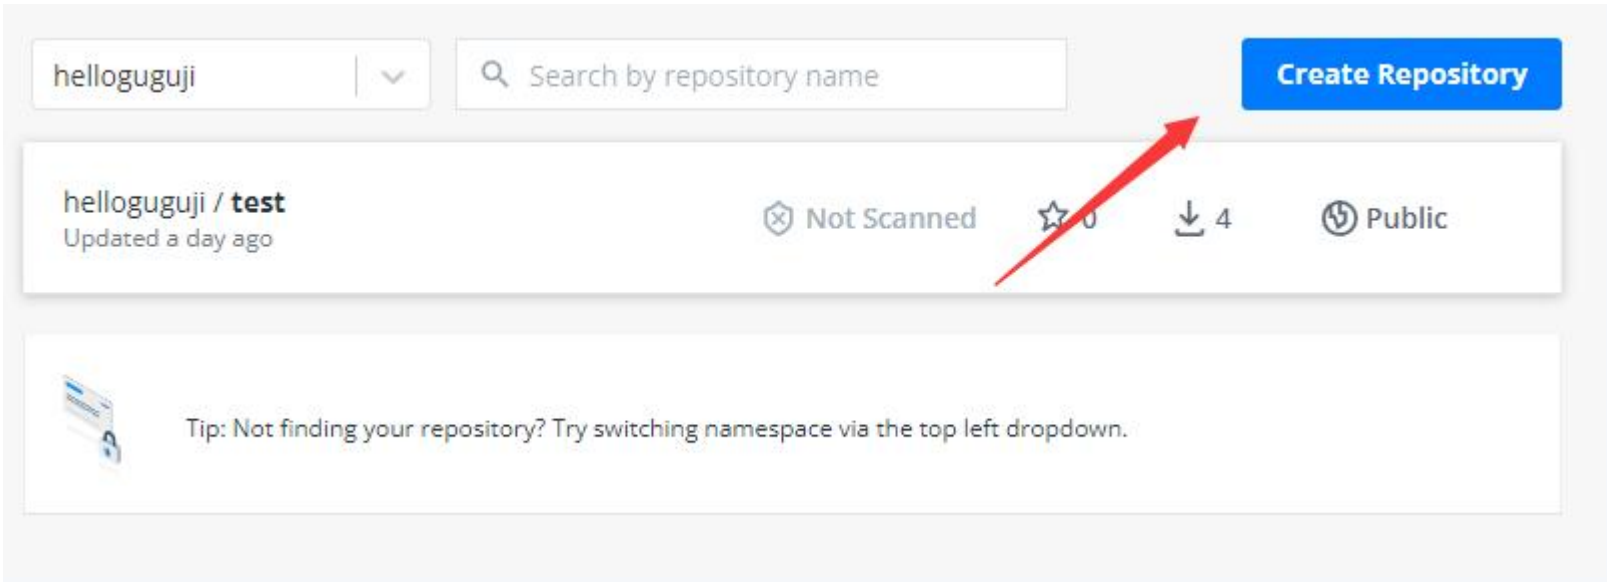 helloguguji
Search by repository name
Create Repository
helloguguji / test
Updated a day ago
Not Scanned
0
4
Public
Tip: Not finding your repository? Try switching namespace via the top left dropdown.